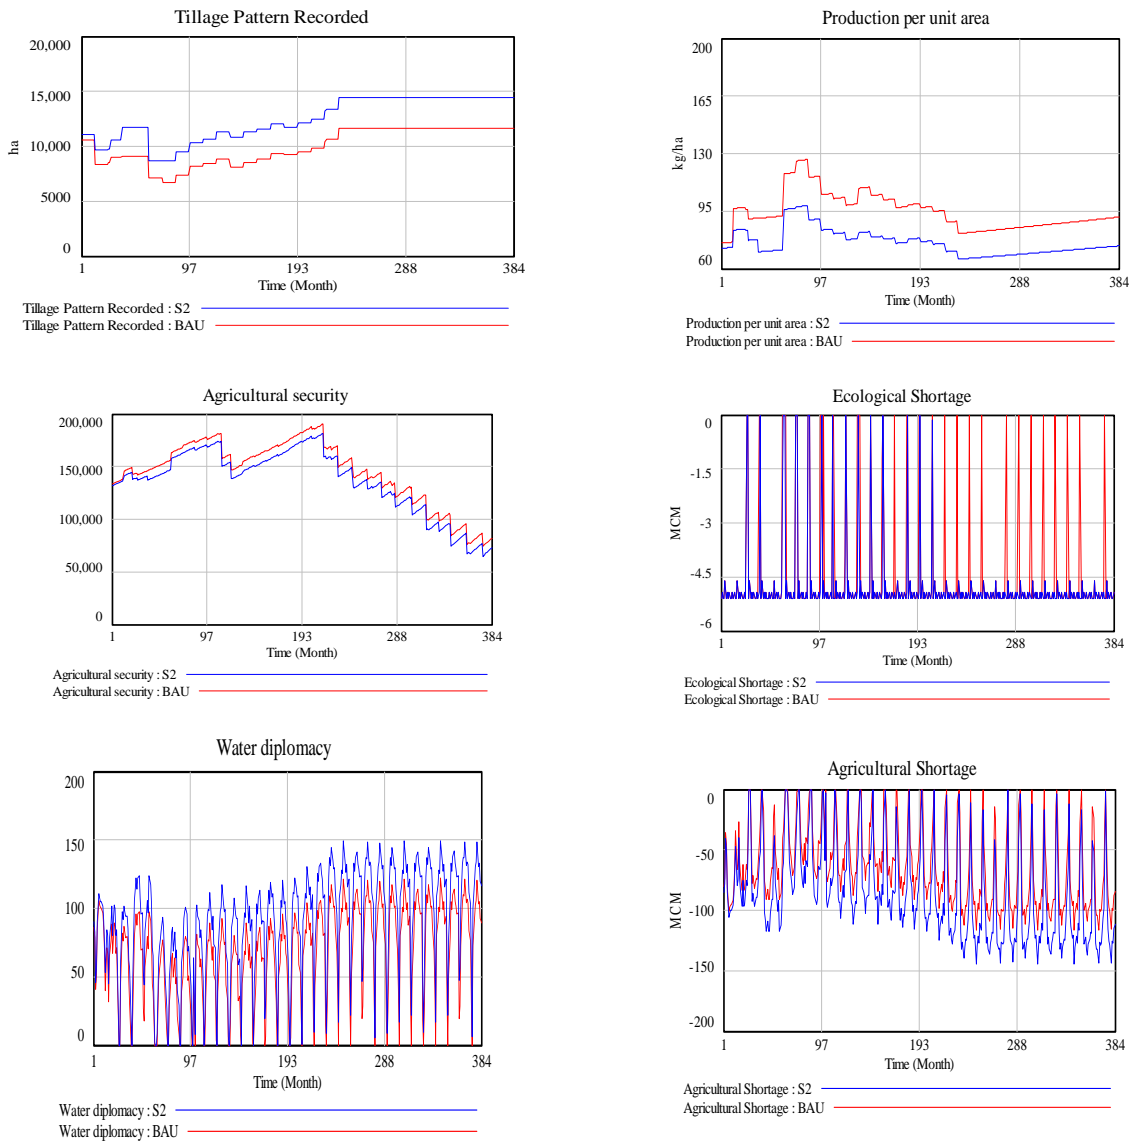 Tillage Pattern Recorded
20,000
15,000
10,000
5000
0
ha
1 97 193 288 384
Time (Month)
Tillage Pattern Recorded : S2
Tillage Pattern Recorded : BAU
Production per unit area
200
165
130
95
60
kg/ha
1 97 193 288 384
Time (Month)
Production per unit area : S2
Production per unit area : BAU
Agricultural security
200,000
150,000
100,000
50,000
0
1 97 193 288 384
Time (Month)
Agricultural security : S2
Agricultural security : BAU
Ecological Shortage
0
-1.5
-3
-4.5
-6
MCM
1 97 193 288 384
Time (Month)
Ecological Shortage : S2
Ecological Shortage : BAU
Water diplomacy
200
150
100
50
0
1 97 193 288 384
Time (Month)
Water diplomacy : S2
Water diplomacy : BAU
Agricultural Shortage
0
-50
-100
-150
-200
MCM
1 97 193 288 384
Time (Month)
Agricultural Shortage : S2
Agricultural Shortage : BAU